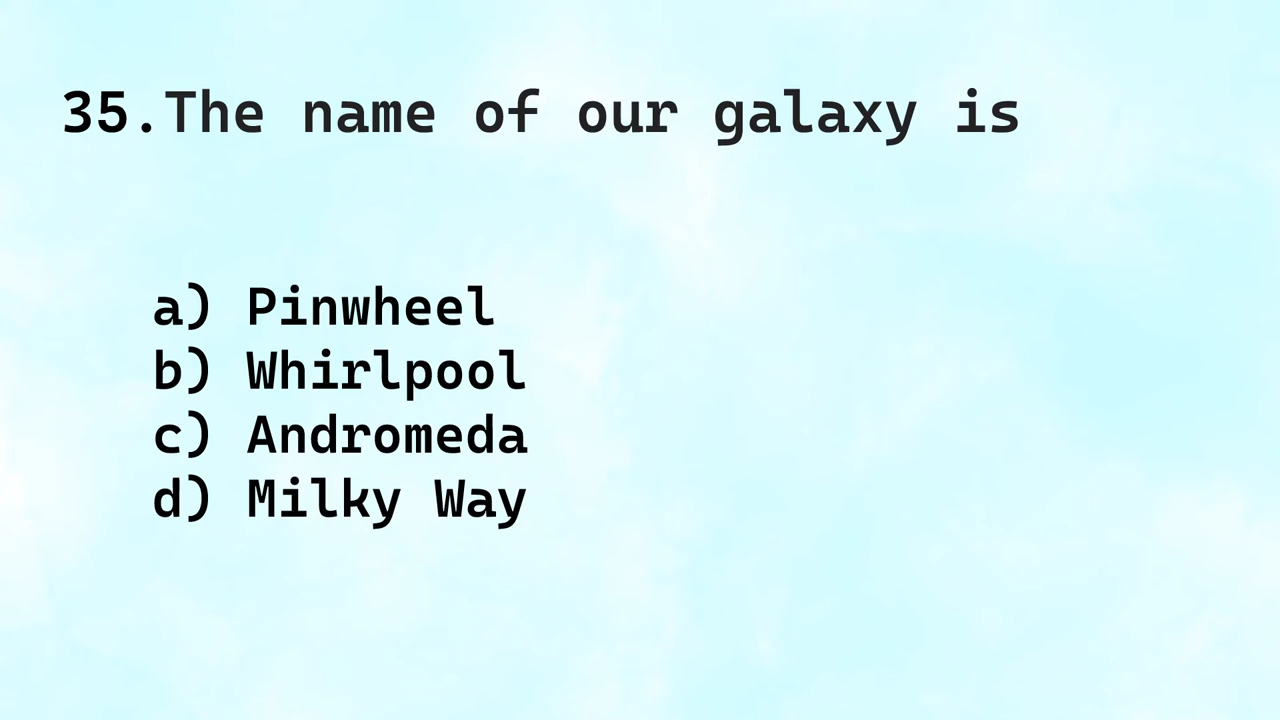 35.The name of our galaxy is
a) Pinwheel
b) Whirlpool
c) Andromeda
d) Milky Way